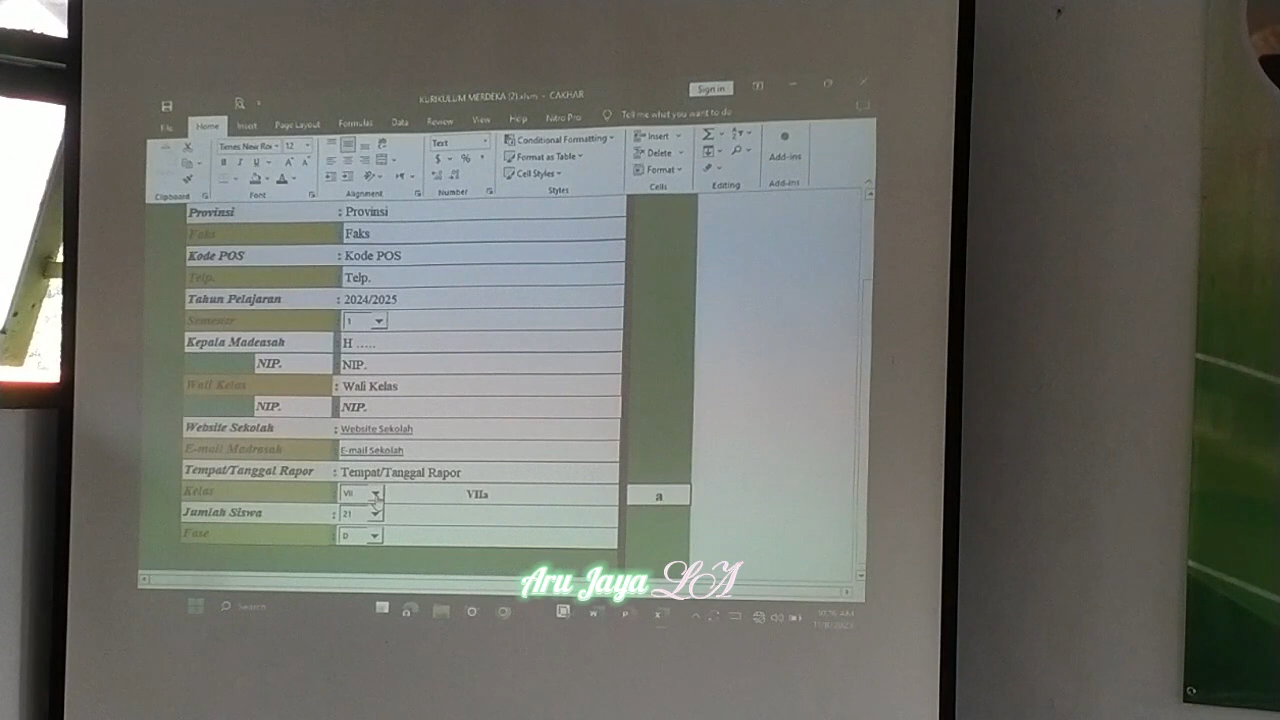 KURIKULUM MERDEKA (2).xlsm - CAKHAR
Sign in
File Home Insert Page Layout Formulas Data Review View Help Nitro Pro Tell me what you want to do
Times New Ro 12
B I U A
Text
$ % ,
Conditional Formatting
Format as Table
Cell Styles
Insert
Delete
Format
Add-ins
Clipboard Font Alignment Number Styles Cells Editing Add-ins
Provinsi : Provinsi
Faks : Faks
Kode POS : Kode POS
Telp. : Telp.
Tahun Pelajaran : 2024/2025
Semester : 1
Kepala Madrasah : H .....
NIP. : NIP.
Wali Kelas : Wali Kelas
NIP. : NIP.
Website Sekolah : Website Sekolah
E-mail Madrasah : E-mail Sekolah
Tempat/Tanggal Rapor : Tempat/Tanggal Rapor
Kelas : VII VIIa a
Jumlah Siswa : 21
Fase : D
Aru Jaya LA
Search